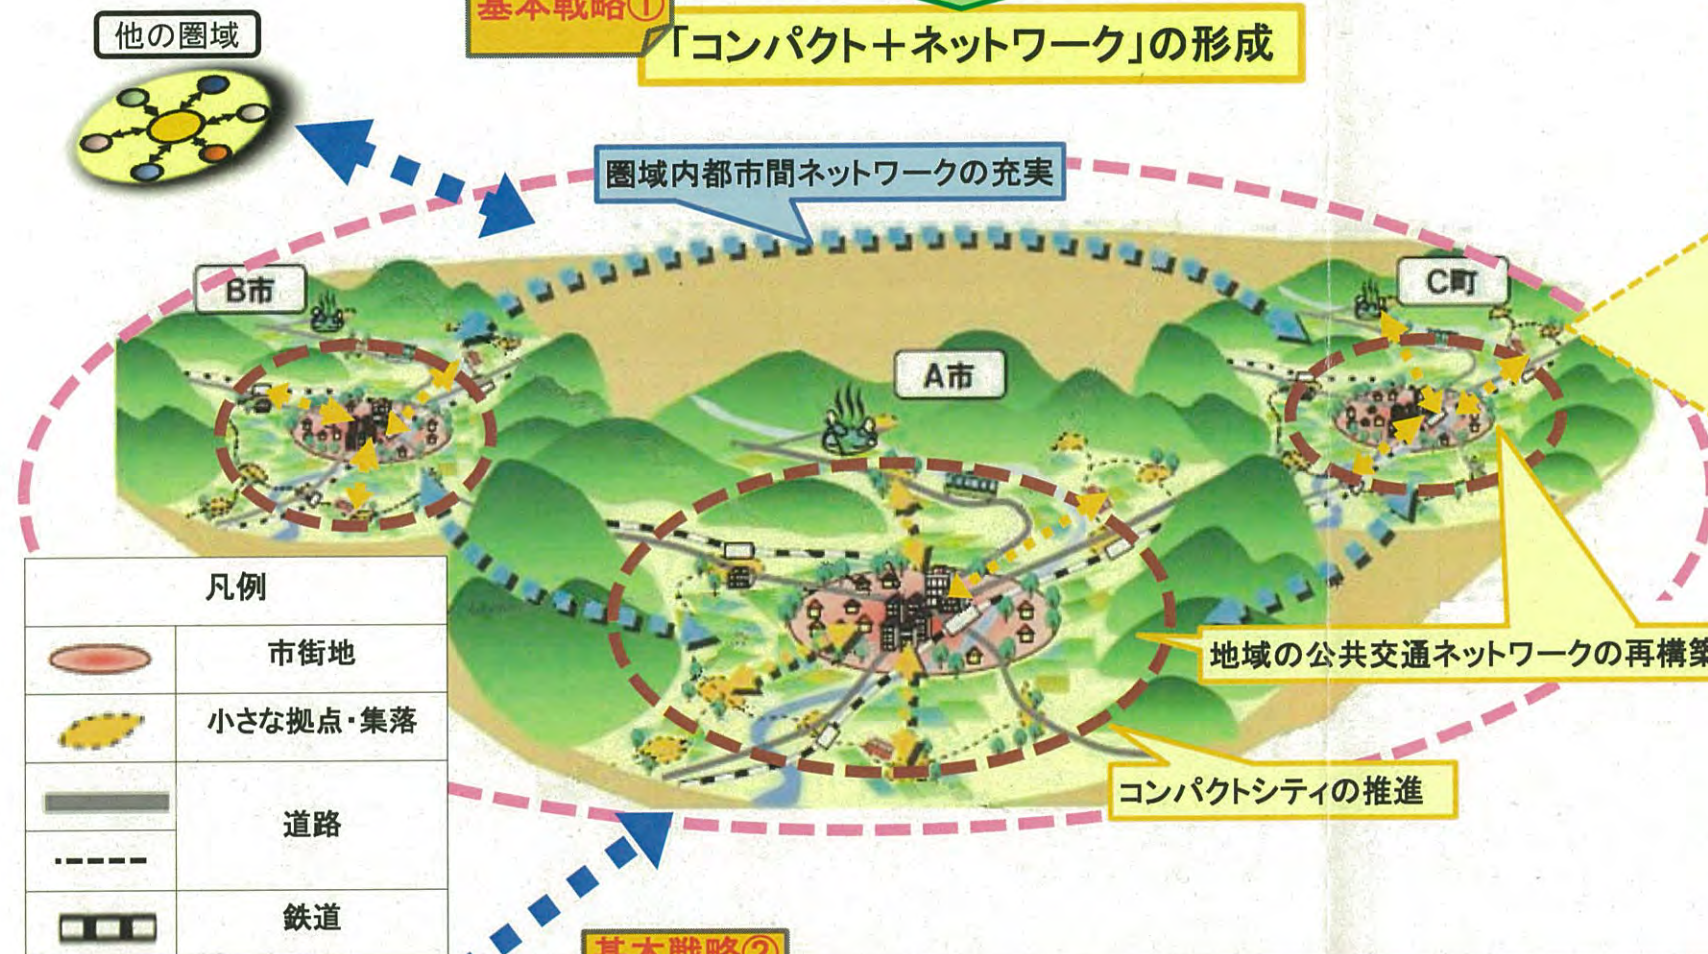 基本戦略①
「コンパクト＋ネットワーク」の形成
他の圏域
圏域内都市間ネットワークの充実
B市
C町
A市
地域の公共交通ネットワークの再構築
コンパクトシティの推進
凡例
市街地
小さな拠点・集落
道路
鉄道
基本戦略②